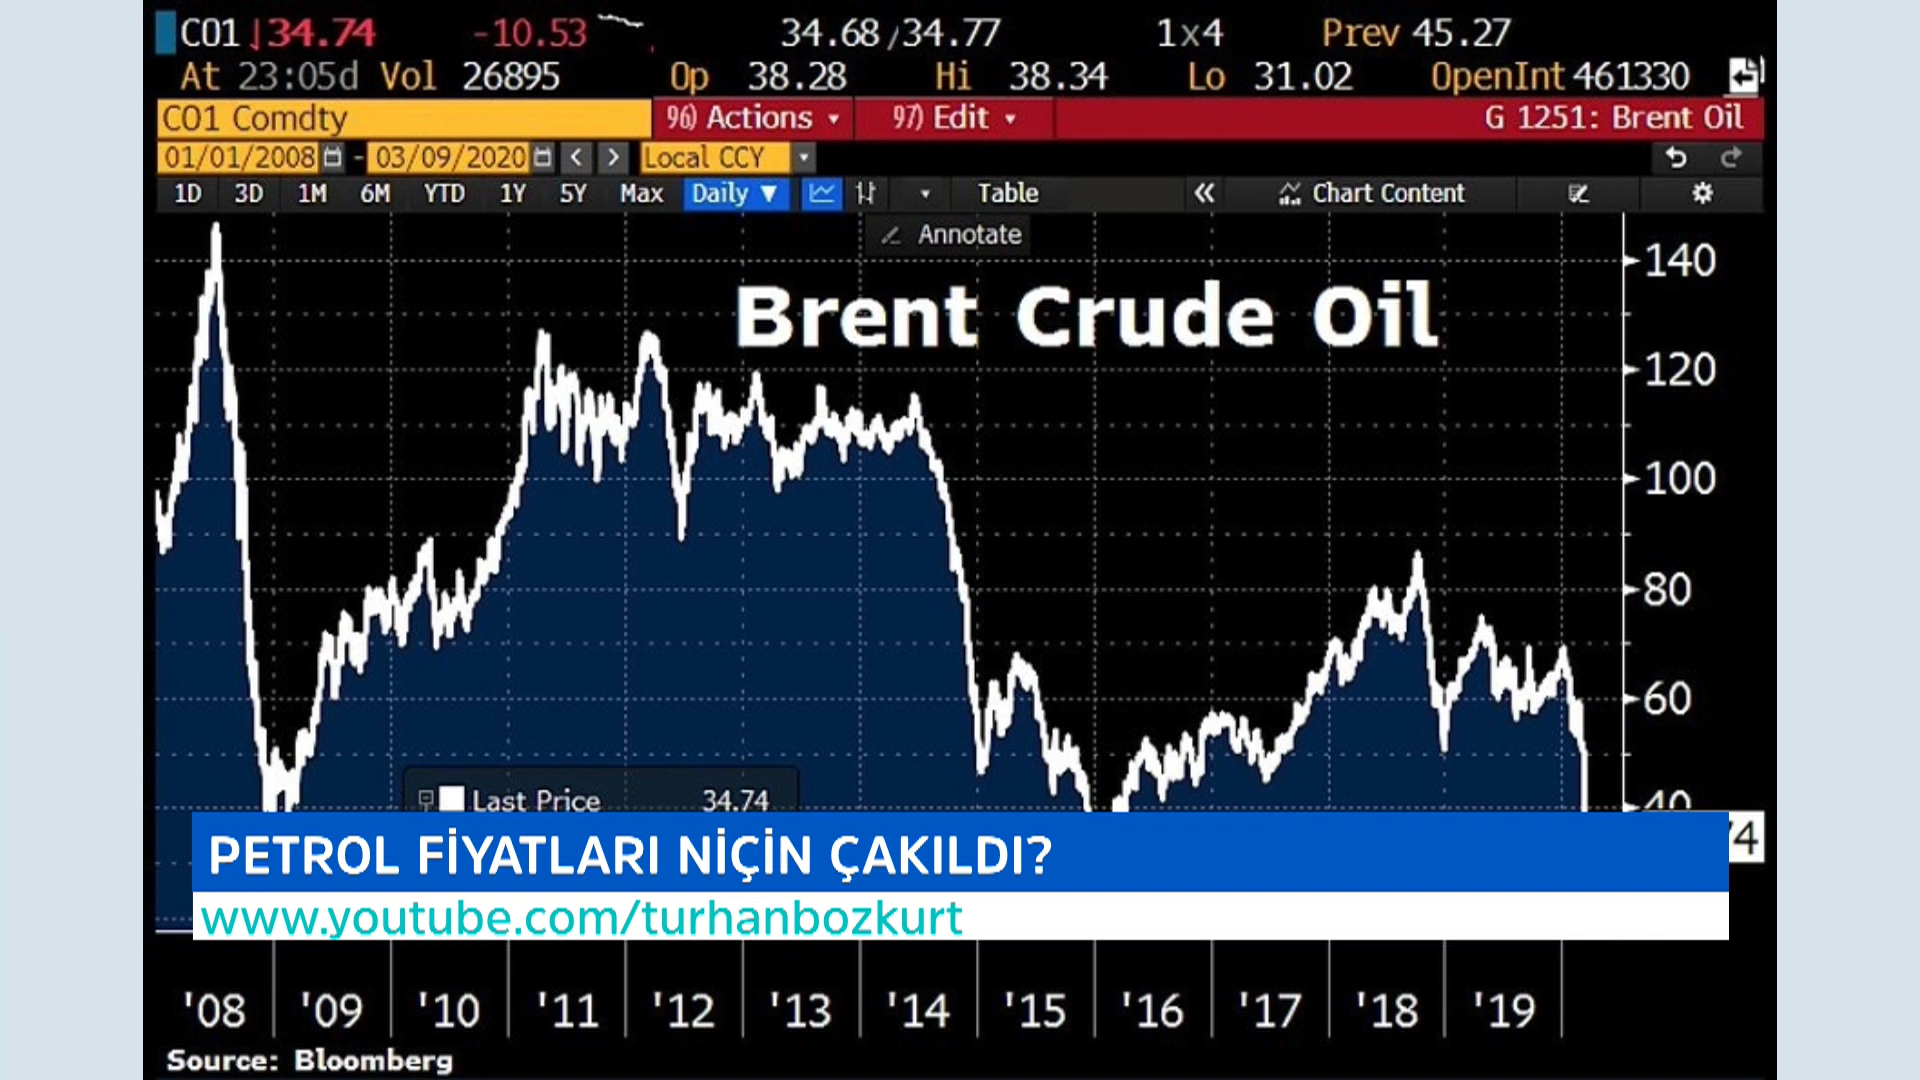 CO1 ↓34.74 -10.53 34.68/34.77 1x4 Prev 45.27
At 23:05d Vol 26895 Op 38.28 Hi 38.34 Lo 31.02 OpenInt 461330
CO1 Comdty 96) Actions ▾ 97) Edit ▾ G 1251: Brent Oil
01/01/2008 - 03/09/2020 < > Local CCY ▾
1D 3D 1M 6M YTD 1Y 5Y Max Daily ▼ Table « Chart Content
Annotate
140
Brent Crude Oil
120
100
80
60
40
Last Price 34.74
PETROL FİYATLARI NİÇİN ÇAKILDI?
74
www.youtube.com/turhanbozkurt
'08 '09 '10 '11 '12 '13 '14 '15 '16 '17 '18 '19
Source: Bloomberg